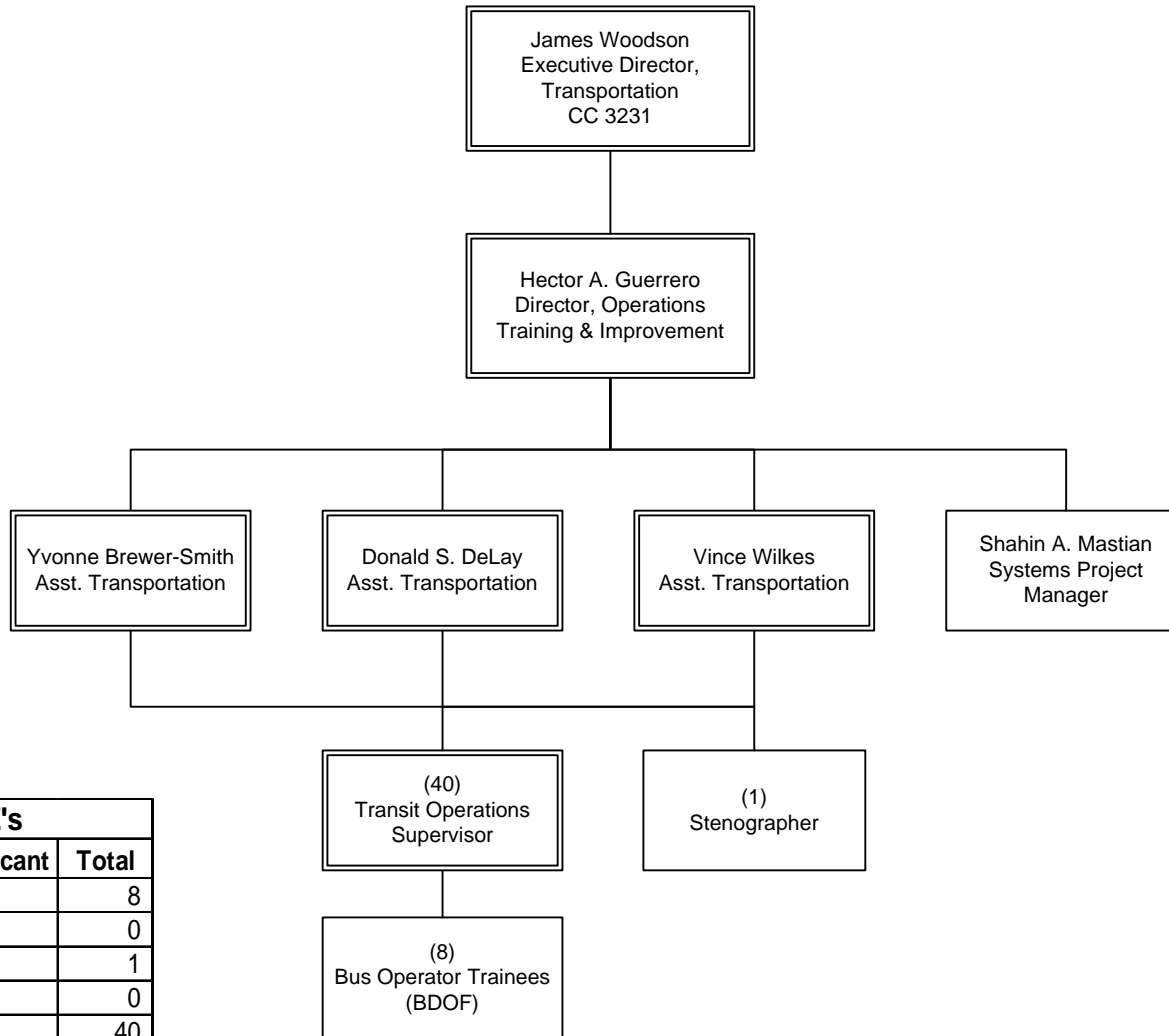 James Woodson
Executive Director,
Transportation
CC 3231
Hector A. Guerrero
Director, Operations
Training & Improvement
Yvonne Brewer-Smith
Asst. Transportation
Donald S. DeLay
Asst. Transportation
Vince Wilkes
Asst. Transportation
Shahin A. Mastian
Systems Project
Manager
(40)
Transit Operations
Supervisor
(1)
Stenographer
(8)
Bus Operator Trainees
(BDOF)
's
cant Total
8
0
1
0
40